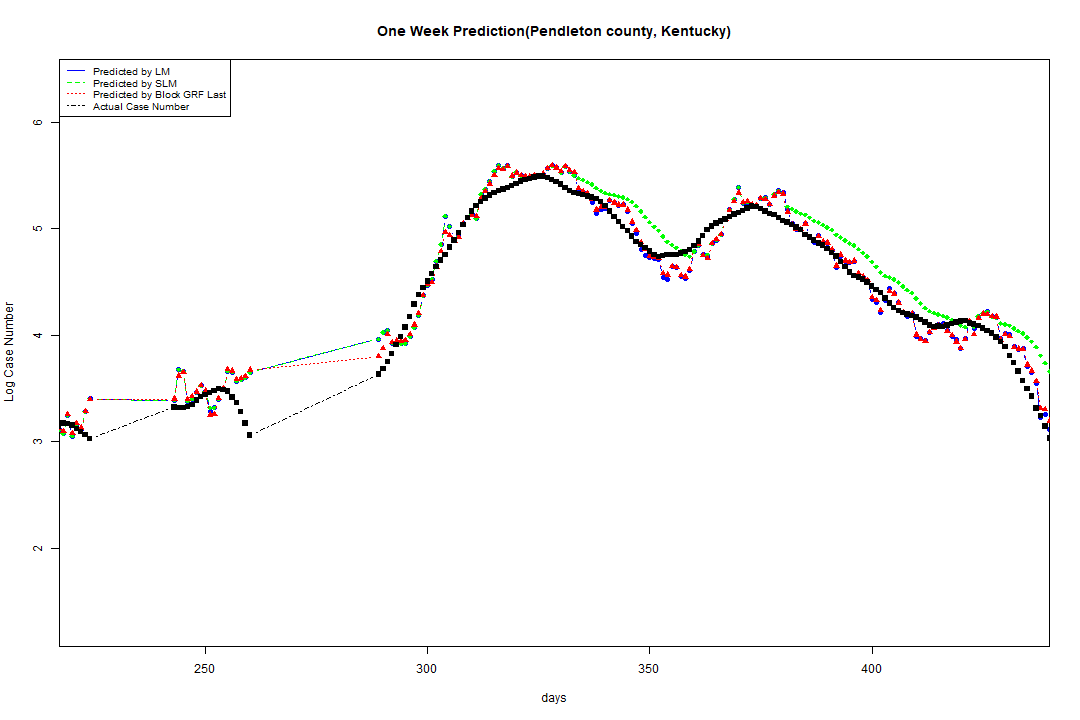 One Week Prediction(Pendleton county, Kentucky)
Predicted by LM
Predicted by SLM
Predicted by Block GRF Last
Actual Case Number
6
5
4
3
2
Log Case Number
250 300 350 400
days